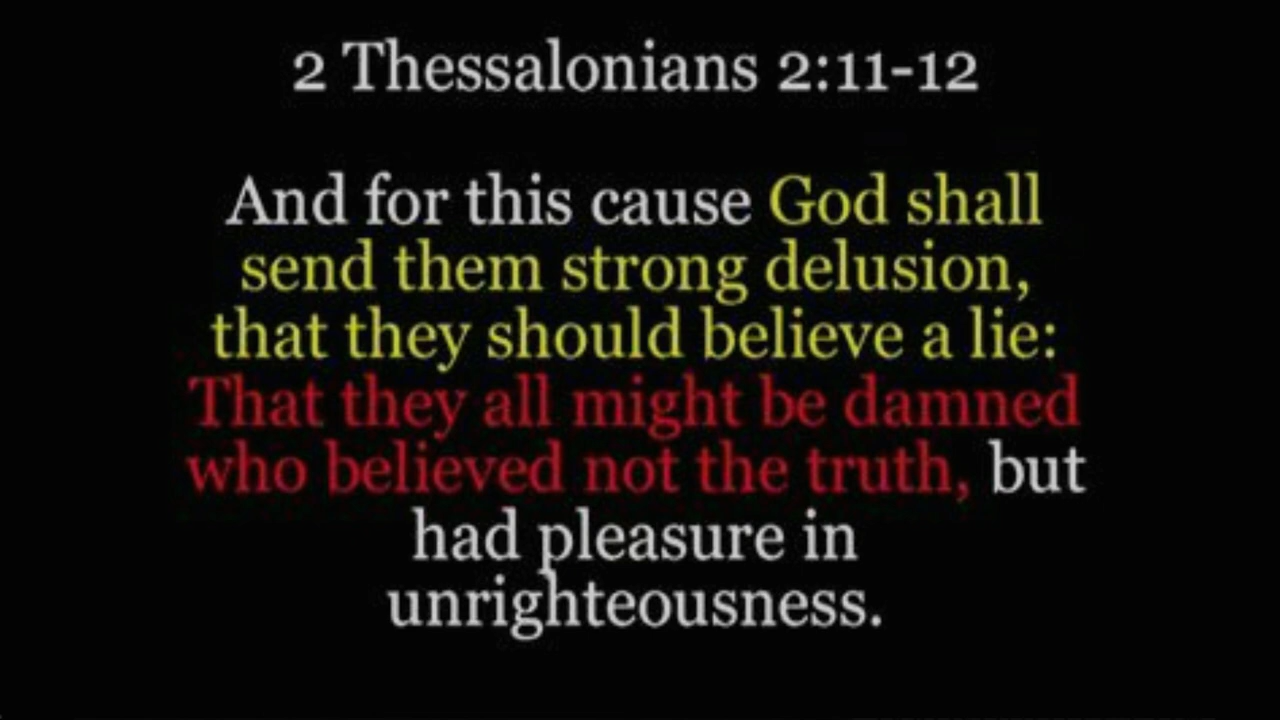 2 Thessalonians 2:11-12
And for this cause God shall
send them strong delusion,
that they should believe a lie:
That they all might be damned
who believed not the truth, but
had pleasure in
unrighteousness.